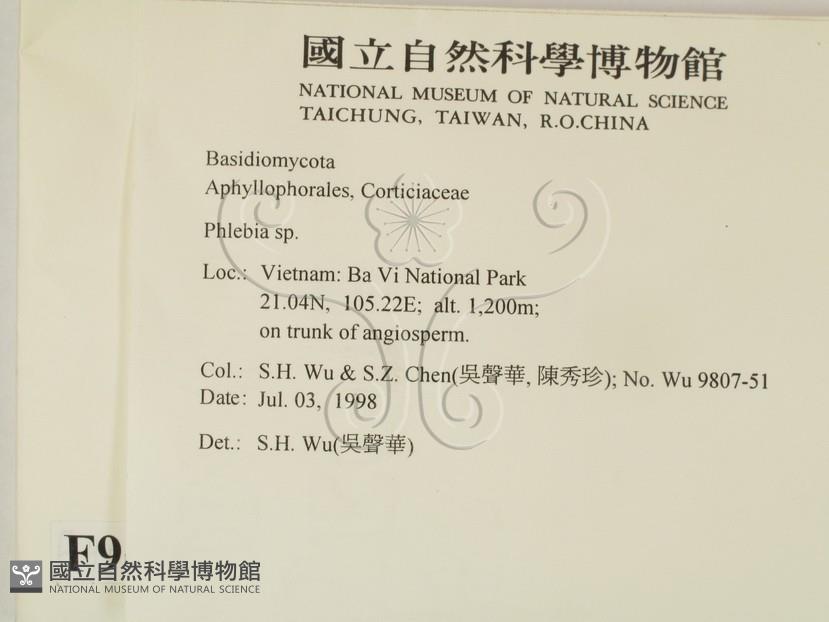 國立自然科學博物館
NATIONAL MUSEUM OF NATURAL SCIENCE
TAICHUNG, TAIWAN, R.O.CHINA
Basidiomycota
Aphyllophorales, Corticiaceae
Phlebia sp.
Loc.: Vietnam: Ba Vi National Park
21.04N, 105.22E; alt. 1,200m;
on trunk of angiosperm.
Col.: S.H. Wu & S.Z. Chen(吳聲華, 陳秀珍); No. Wu 9807-51
Date: Jul. 03, 1998
Det.: S.H. Wu(吳聲華)
F9
國立自然科學博物館
NATIONAL MUSEUM OF NATURAL SCIENCE